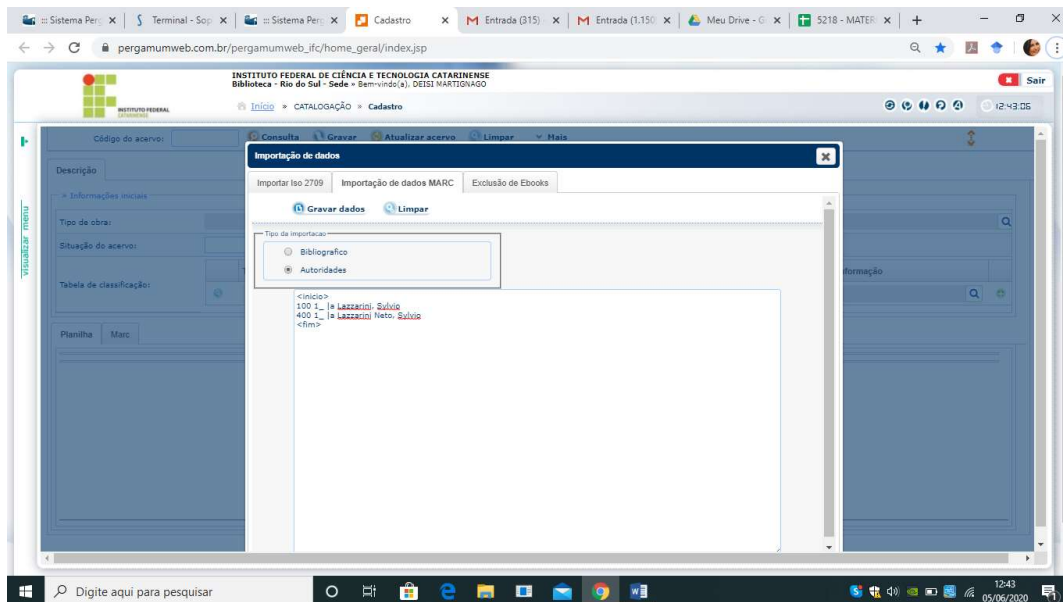 ::: Sistema Perg
Terminal - Sop
::: Sistema Perg
Cadastro
Entrada (315)
Entrada (1.150
Meu Drive - G
5218 - MATER
pergamumweb.com.br/pergamumweb_ifc/home_geral/index.jsp
INSTITUTO FEDERAL DE CIÊNCIA E TECNOLOGIA CATARINENSE
Biblioteca - Rio do Sul - Sede » Bem-vindo(a), DEISI MARTIGNAGO
Sair
INSTITUTO FEDERAL
CATARINENSE
Início » CATALOGAÇÃO » Cadastro
12:43:06
visualizar menu
Código do acervo:
Consulta Gravar Atualizar acervo Limpar Mais
Importação de dados
Descrição
Importar Iso 2709 Importação de dados MARC Exclusão de Ebooks
» Informações iniciais
Gravar dados Limpar
Tipo de obra:
Tipo da importacao
Situação do acervo:
Bibliografico
Autoridades
Tabela de classificação:
<inicio>
100 1_ |a Lazzarini, Sylvio
400 1_ |a Lazzarini Neto, Sylvio
<fim>
Planilha Marc
Digite aqui para pesquisar
12:43
05/06/2020